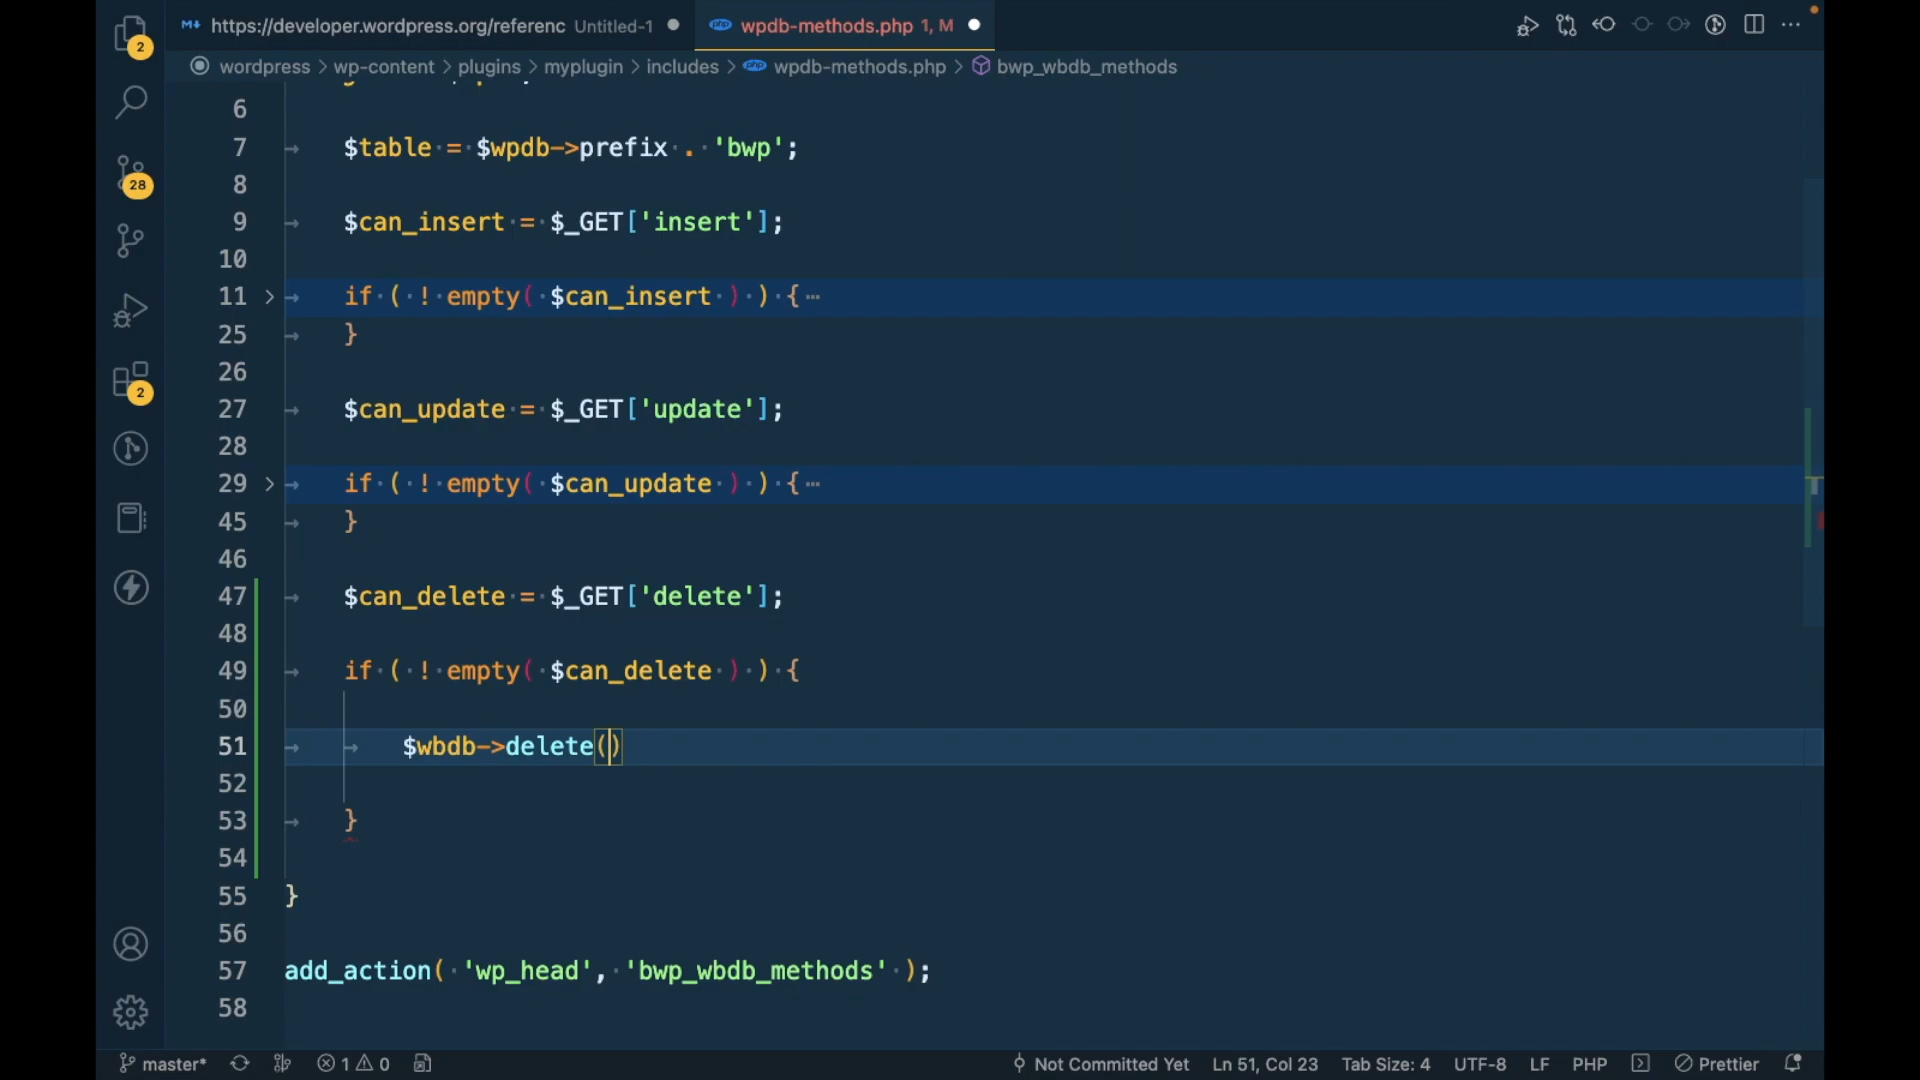 https://developer.wordpress.org/referenc Untitled-1
wpdb-methods.php 1, M
wordpress > wp-content > plugins > myplugin > includes > wpdb-methods.php > bwp_wbdb_methods
6
7 $table = $wpdb->prefix . 'bwp';
8
9 $can_insert = $_GET['insert'];
10
11 if ( ! empty( $can_insert ) ) {…
25 }
26
27 $can_update = $_GET['update'];
28
29 if ( ! empty( $can_update ) ) {…
45 }
46
47 $can_delete = $_GET['delete'];
48
49 if ( ! empty( $can_delete ) ) {
50
51 $wbdb->delete()
52
53 }
54
55 }
56
57 add_action( 'wp_head', 'bwp_wbdb_methods' );
58
2
28
2
master* 1 0 Not Committed Yet Ln 51, Col 23 Tab Size: 4 UTF-8 LF PHP Prettier